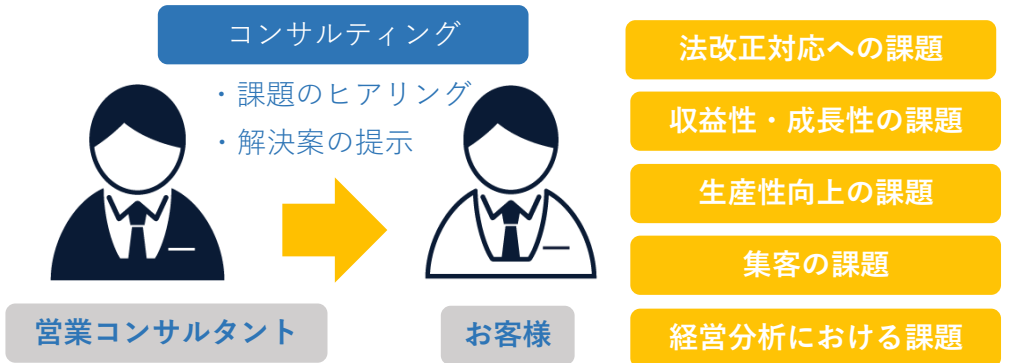 コンサルティング
・課題のヒアリング
・解決案の提示
営業コンサルタント
お客様
法改正対応への課題
収益性・成長性の課題
生産性向上の課題
集客の課題
経営分析における課題